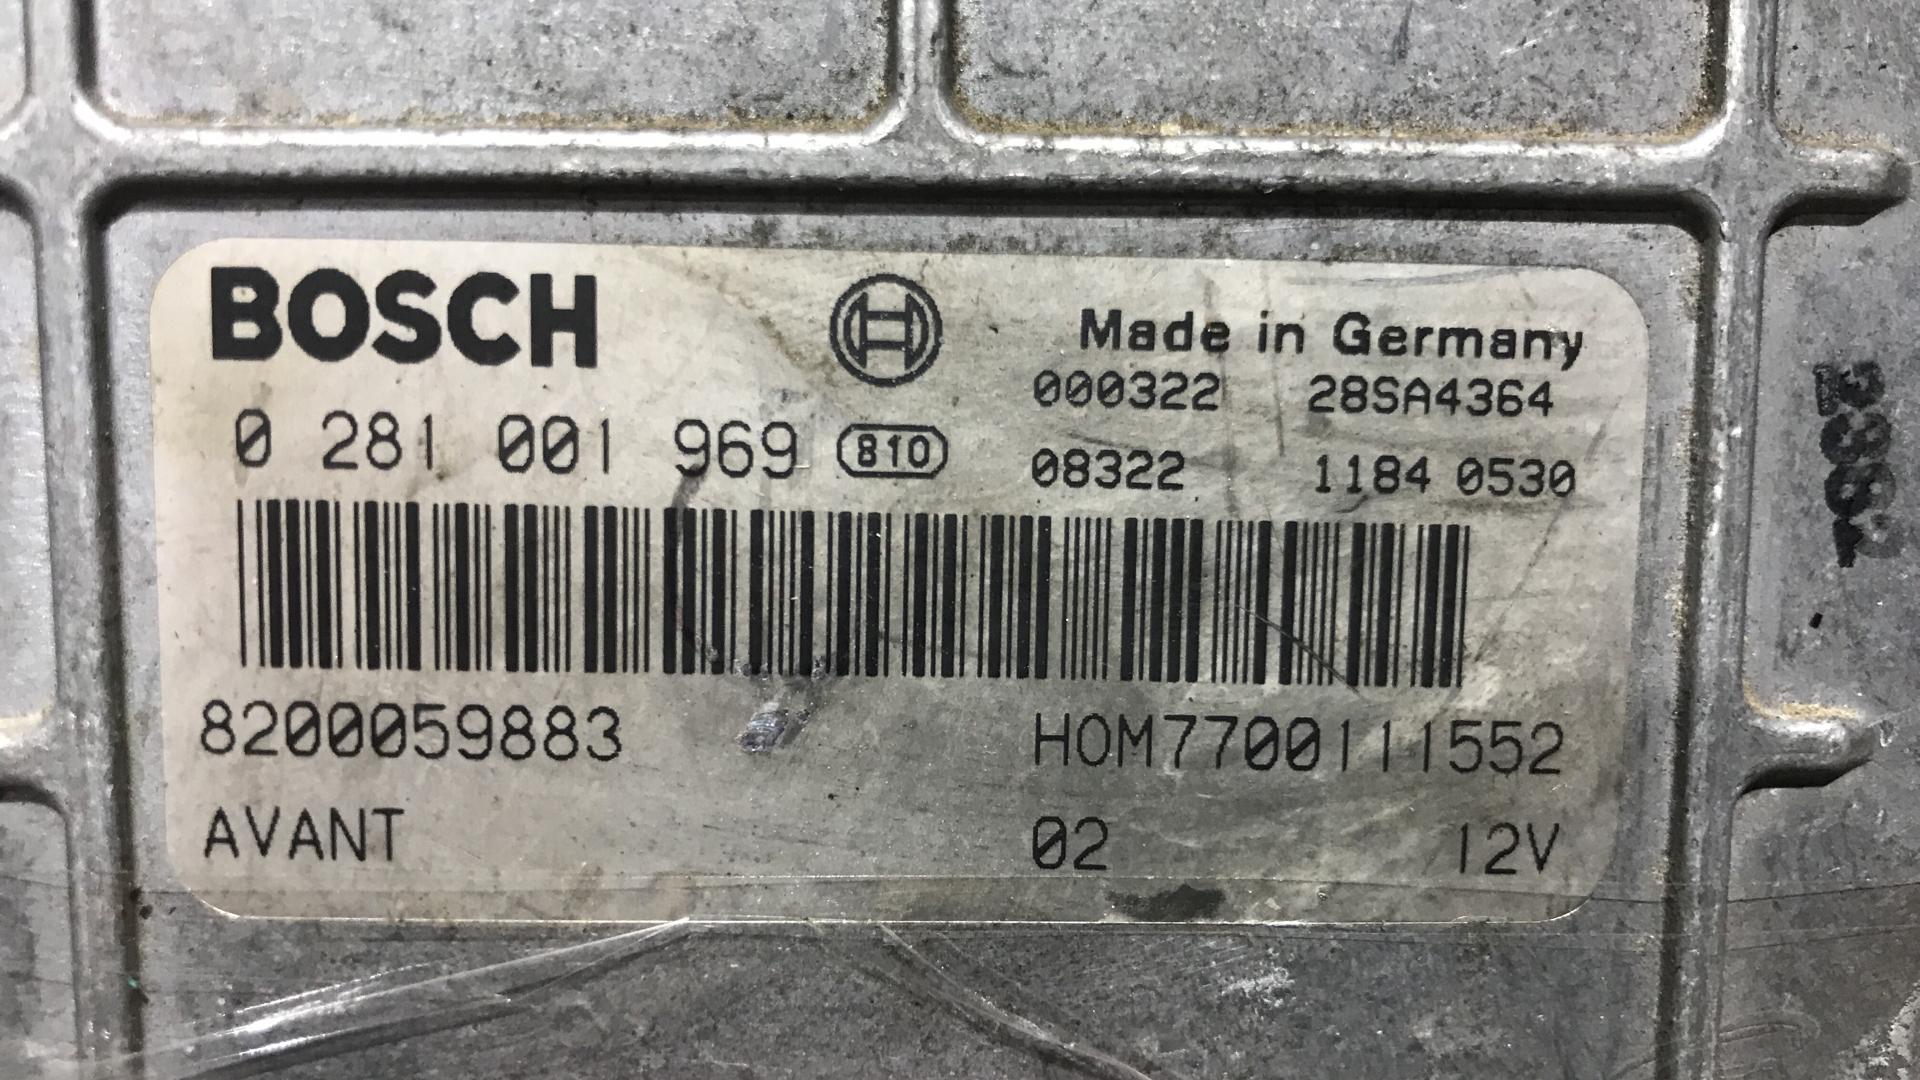 BOSCH
Made in Germany
000322 28SA4364
0 281 001 969 810
08322 1184 0530
8200059883 HOM7700111552
AVANT 02 12V